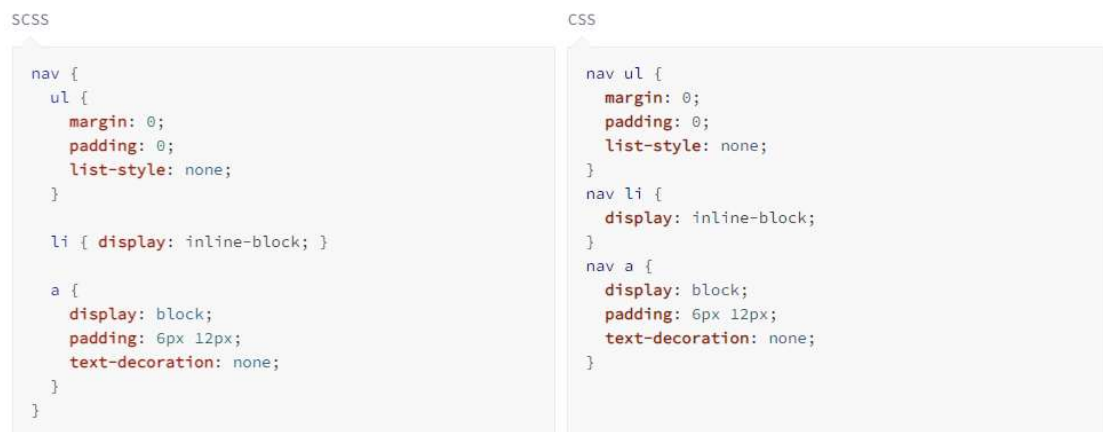 SCSS
nav {
  ul {
    margin: 0;
    padding: 0;
    list-style: none;
  }
  li { display: inline-block; }
  a {
    display: block;
    padding: 6px 12px;
    text-decoration: none;
  }
}
CSS
nav ul {
  margin: 0;
  padding: 0;
  list-style: none;
}
nav li {
  display: inline-block;
}
nav a {
  display: block;
  padding: 6px 12px;
  text-decoration: none;
}